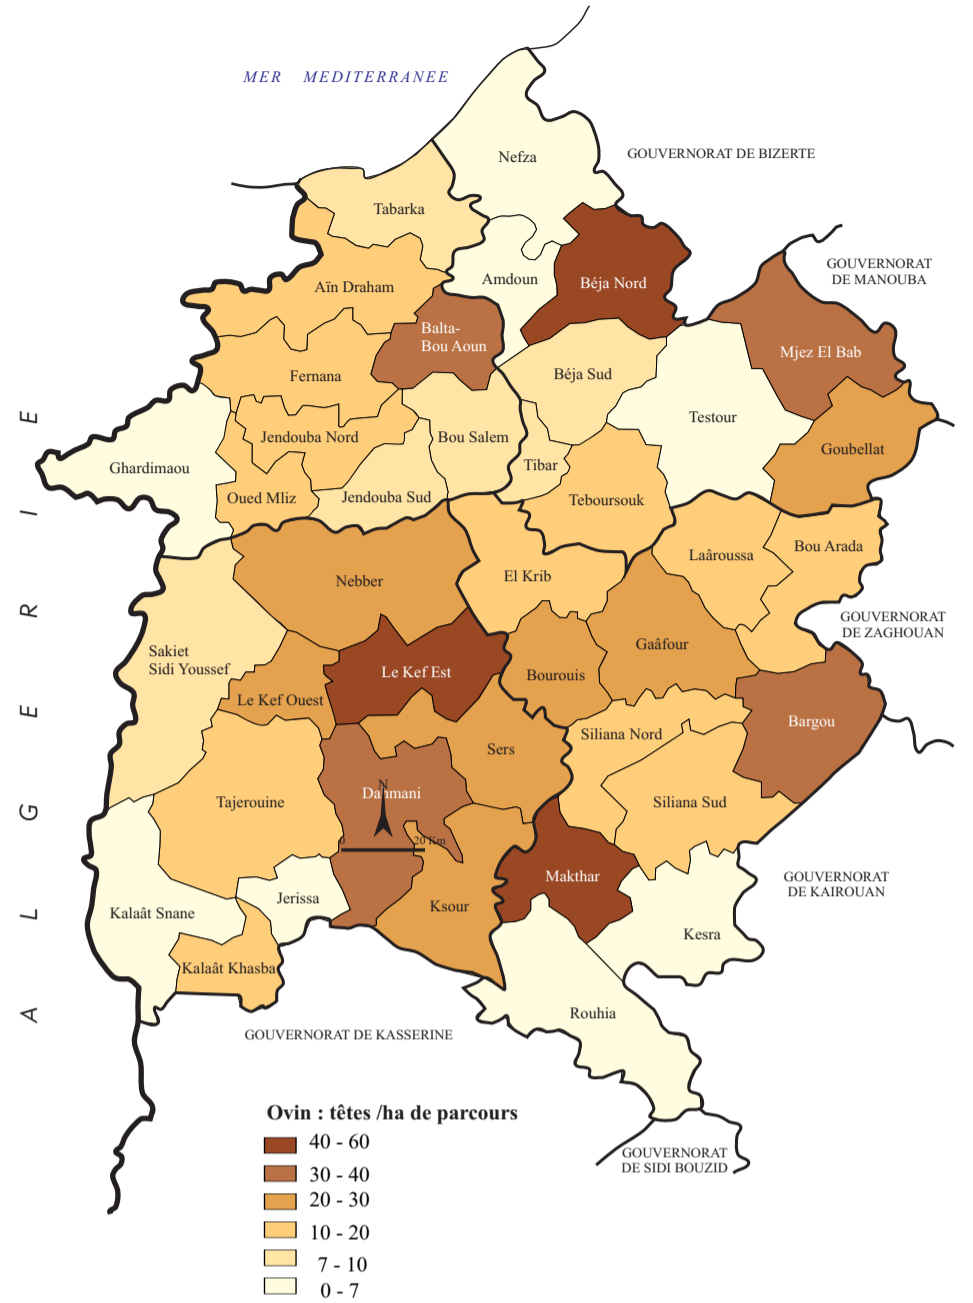 MER MEDITERRANEE
Nefza
GOUVERNORAT DE BIZERTE
Tabarka
GOUVERNORAT
DE MANOUBA
Amdoun
Béja Nord
Aïn Draham
Balta-
Bou Aoun
Mjez El Bab
Fernana
Béja Sud
Testour
Jendouba Nord
Bou Salem
Goubellat
Ghardimaou
Tibar
Oued Mliz
Jendouba Sud
Teboursouk
Bou Arada
Laâroussa
Nebber
El Krib
GOUVERNORAT
DE ZAGHOUAN
Gaâfour
Sakiet
Sidi Youssef
Le Kef Est
Bourouis
Le Kef Ouest
Bargou
Siliana Nord
Sers
N
Dahmani
Tajerouine
Siliana Sud
0 20 Km
Makthar
GOUVERNORAT
DE KAIROUAN
Jerissa
Ksour
Kalaât Snane
Kesra
Kalaât Khasba
Rouhia
ALGERIE
GOUVERNORAT DE KASSERINE
Ovin : têtes /ha de parcours
40 - 60
30 - 40
20 - 30
10 - 20
7 - 10
0 - 7
GOUVERNORAT
DE SIDI BOUZID